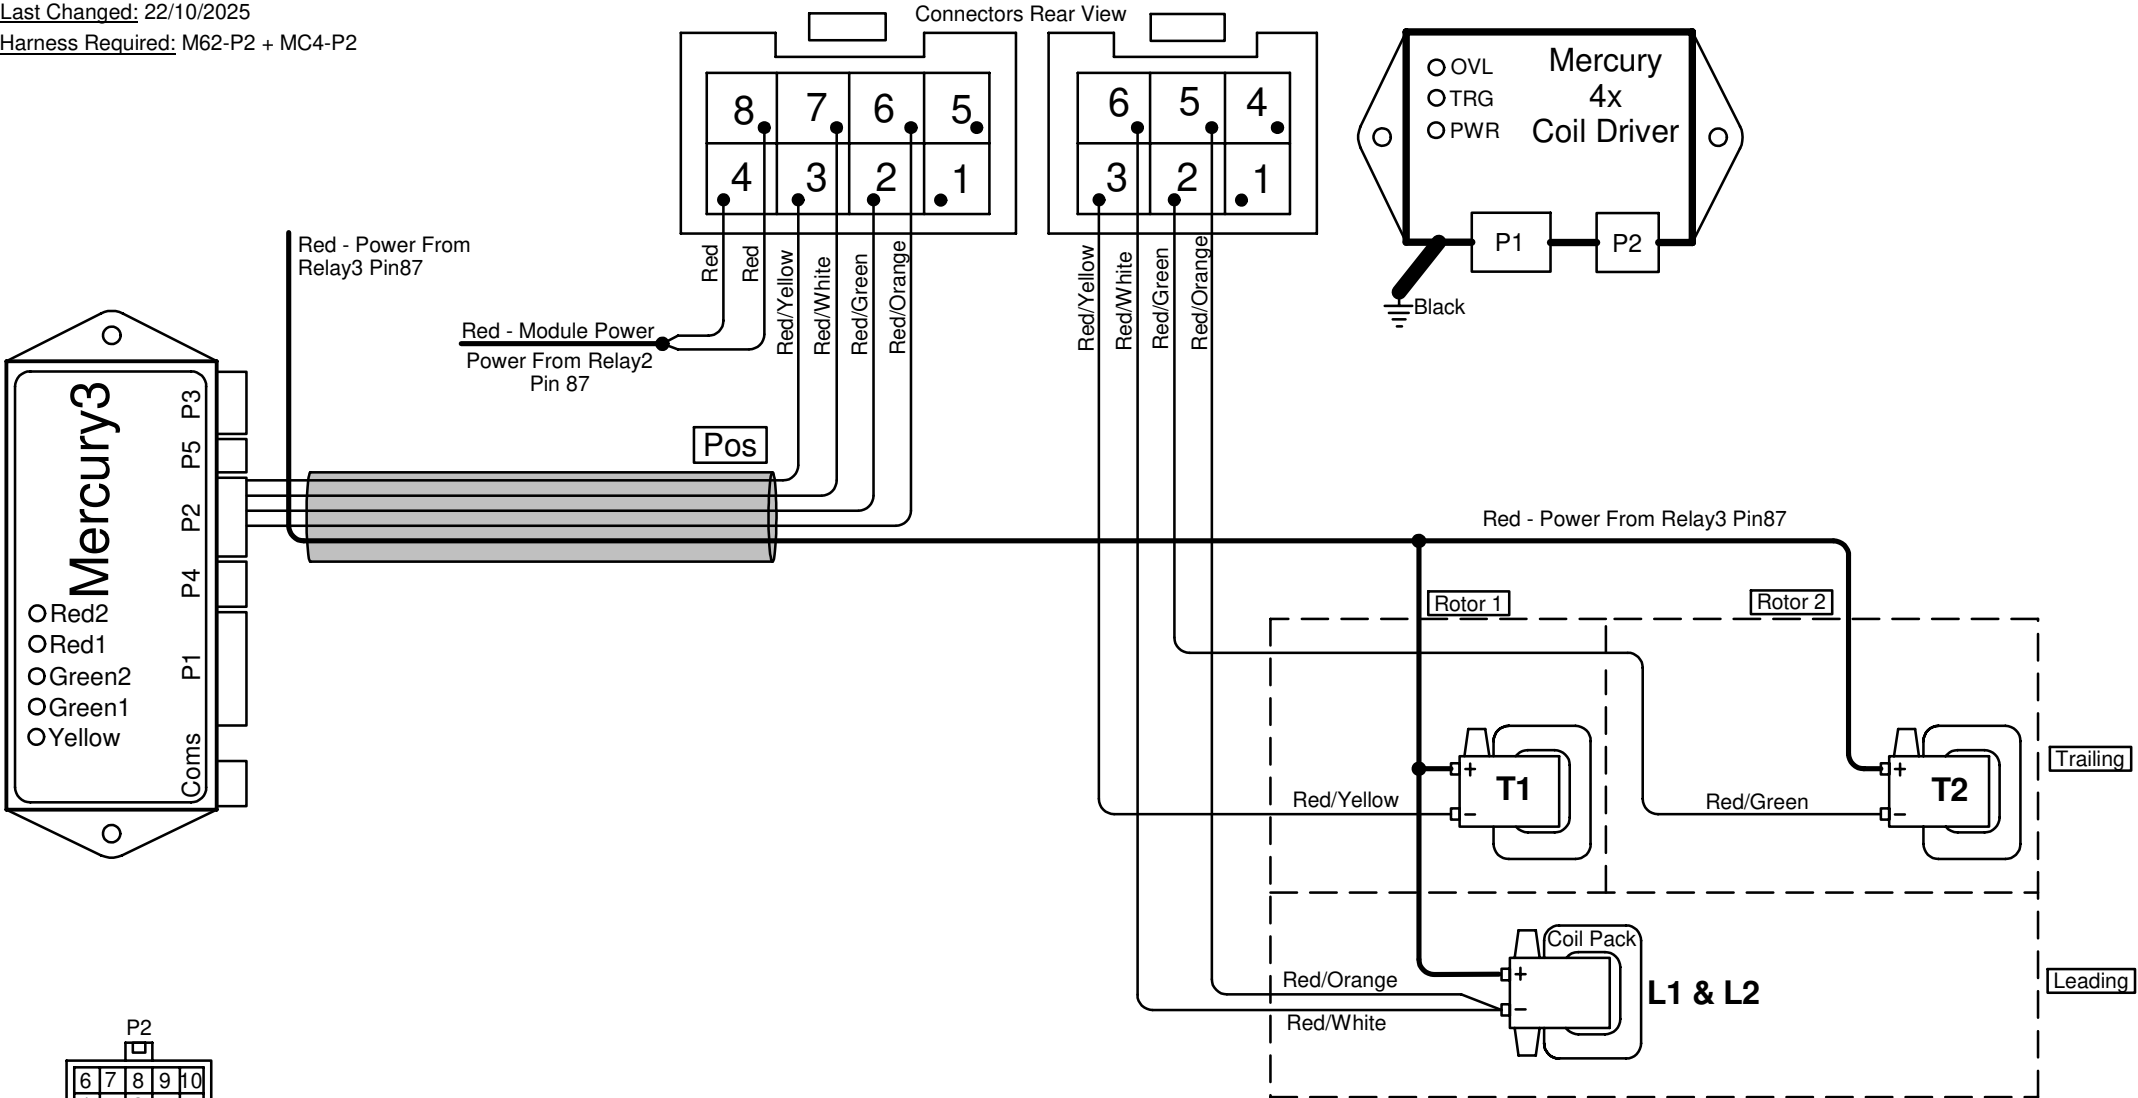 Last Changed: 22/10/2025
Harness Required: M62-P2 + MC4-P2
Connectors Rear View
8 7 6 5
4 3 2 1
6 5 4
3 2 1
OVL
TRG
PWR
Mercury
4x
Coil Driver
P1
P2
Black
Red
Red
Red/Yellow
Red/White
Red/Green
Red/Orange
Red/Yellow
Red/White
Red/Green
Red/Orange
Red - Power From
Relay3 Pin87
Red - Module Power
Power From Relay2
Pin 87
Pos
Mercury3
P3
P5
P2
P4
P1
Coms
Red2
Red1
Green2
Green1
Yellow
Red - Power From Relay3 Pin87
Rotor 1
Rotor 2
+
T1
-
Red/Yellow
+
T2
-
Red/Green
Trailing
Coil Pack
+
-
Red/Orange
Red/White
L1 & L2
Leading
P2
6 7 8 9 10